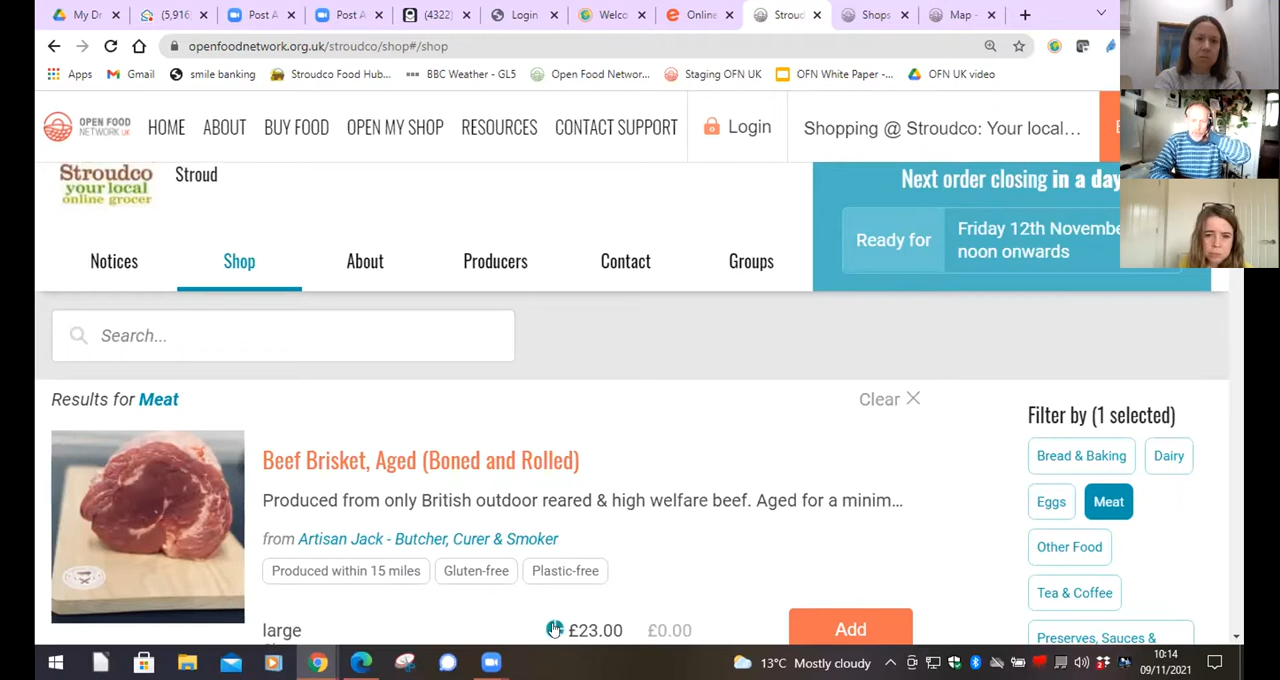 My Dr
(5,916)
Post A
Post A
(4322)
Login
Welco
Online
Stroud
Shops
Map -
openfoodnetwork.org.uk/stroudco/shop#/shop
Apps
Gmail
smile banking
Stroudco Food Hub...
BBC Weather - GL5
Open Food Networ...
Staging OFN UK
OFN White Paper -...
OFN UK video
OPEN FOOD
NETWORK UK
HOME
ABOUT
BUY FOOD
OPEN MY SHOP
RESOURCES
CONTACT SUPPORT
Login
Shopping @ Stroudco: Your local...
Stroudco
your local
online grocer
Stroud
Next order closing in a day
Ready for
Friday 12th Novembe
noon onwards
Notices
Shop
About
Producers
Contact
Groups
Search...
Results for Meat
Clear ×
Filter by (1 selected)
Bread & Baking
Dairy
Eggs
Meat
Other Food
Tea & Coffee
Preserves, Sauces &
Beef Brisket, Aged (Boned and Rolled)
Produced from only British outdoor reared & high welfare beef. Aged for a minim...
from Artisan Jack - Butcher, Curer & Smoker
Produced within 15 miles
Gluten-free
Plastic-free
large
£23.00
£0.00
Add
13°C Mostly cloudy
10:14
09/11/2021